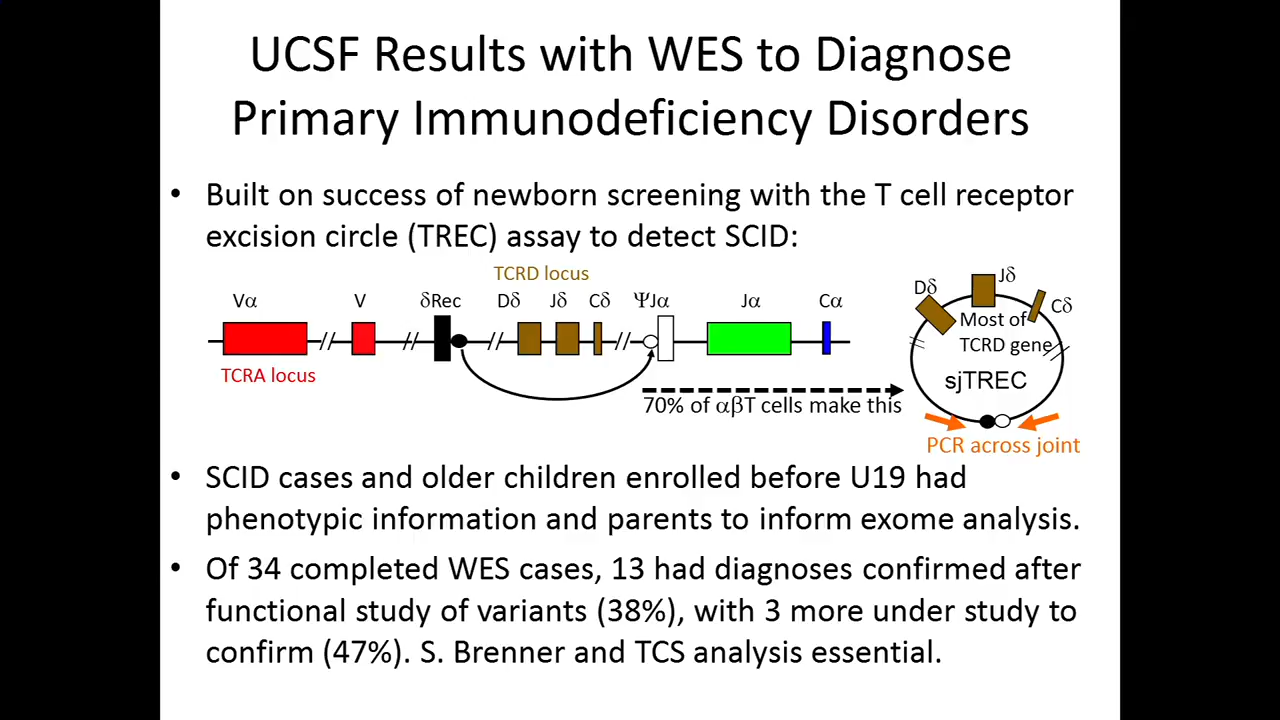 UCSF Results with WES to Diagnose
Primary Immunodeficiency Disorders
• Built on success of newborn screening with the T cell receptor
excision circle (TREC) assay to detect SCID:
TCRD locus
Vα V δRec Dδ Jδ Cδ ΨJα Jα Cα
TCRA locus
70% of αβT cells make this
Dδ Jδ Cδ
Most of
TCRD gene
sjTREC
PCR across joint
• SCID cases and older children enrolled before U19 had
phenotypic information and parents to inform exome analysis.
• Of 34 completed WES cases, 13 had diagnoses confirmed after
functional study of variants (38%), with 3 more under study to
confirm (47%). S. Brenner and TCS analysis essential.